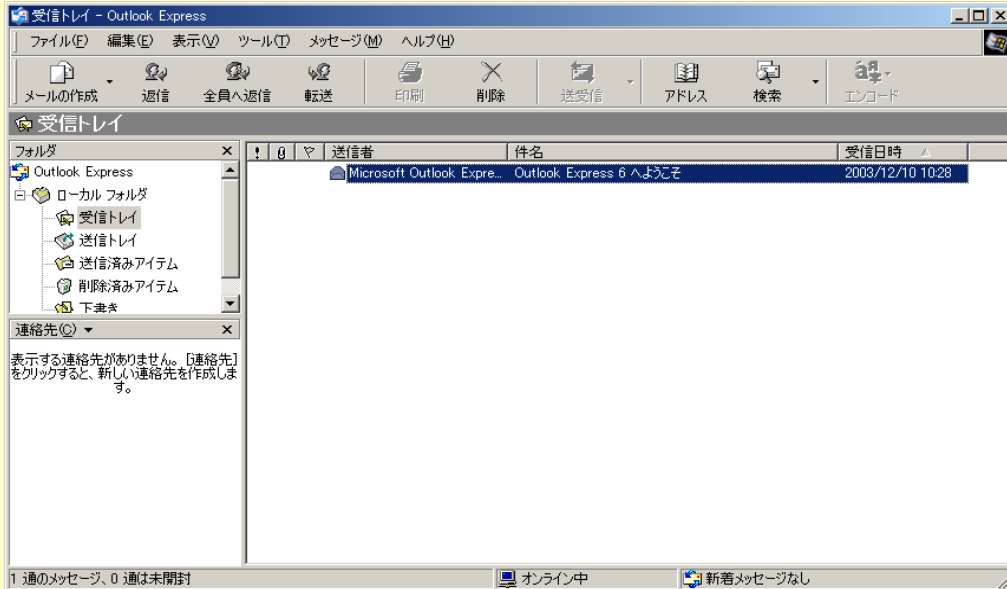 受信トレイ - Outlook Express
ファイル(F) 編集(E) 表示(V) ツール(T) メッセージ(M) ヘルプ(H)
メールの作成 返信 全員へ返信 転送 印刷 削除 送受信 アドレス 検索 エンコード
受信トレイ
フォルダ
Outlook Express
ローカル フォルダ
受信トレイ
送信トレイ
送信済みアイテム
削除済みアイテム
下書き
連絡先(C)
表示する連絡先がありません。[連絡先]
をクリックすると、新しい連絡先を作成しま
す。
! 送信者 件名 受信日時
Microsoft Outlook Expre... Outlook Express 6 へようこそ 2003/12/10 10:28
1 通のメッセージ、0 通は未開封 オンライン中 新着メッセージなし